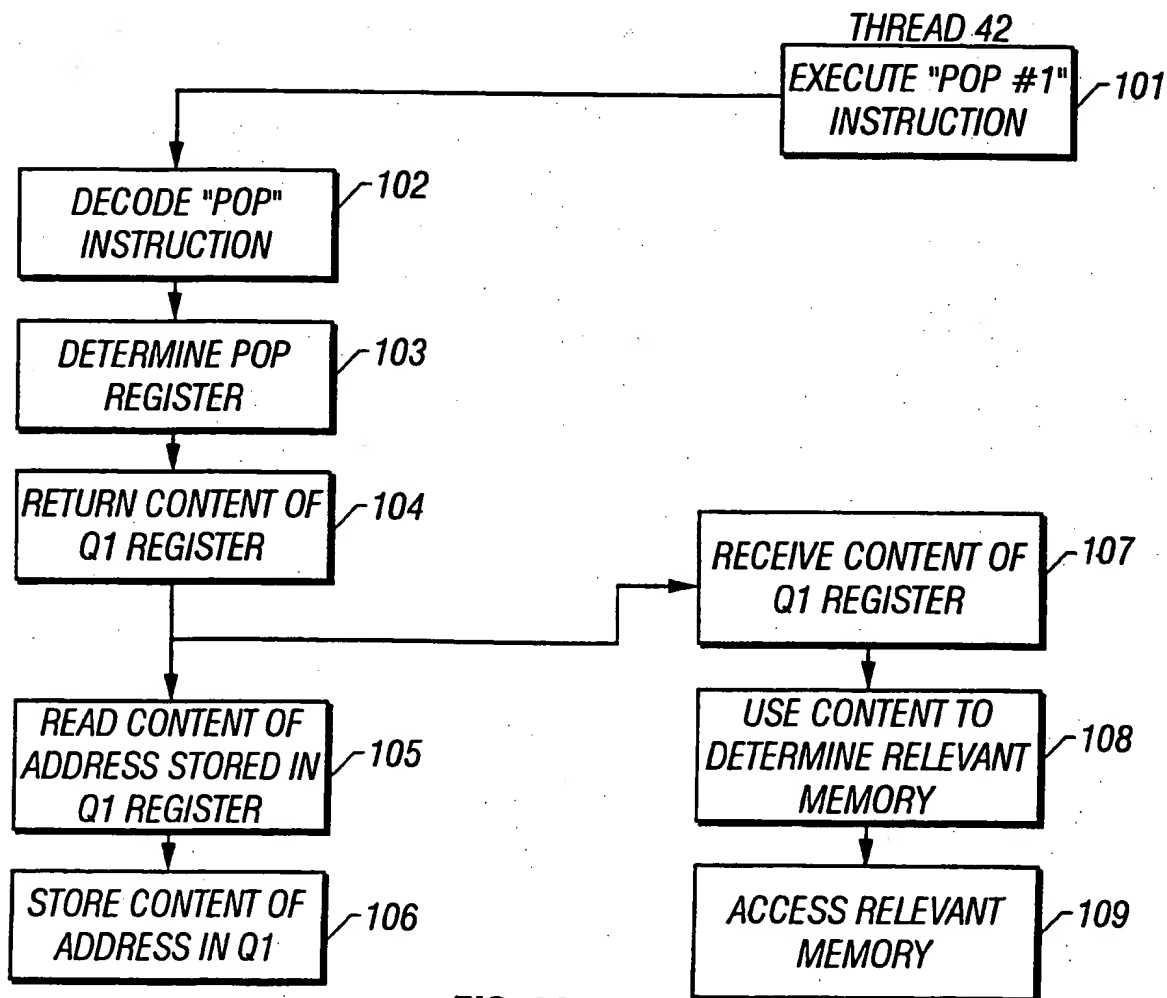 THREAD 42
EXECUTE "POP #1"
INSTRUCTION
101
DECODE "POP"
INSTRUCTION
102
DETERMINE POP
REGISTER
103
RETURN CONTENT OF
Q1 REGISTER
104
RECEIVE CONTENT OF
Q1 REGISTER
107
READ CONTENT OF
ADDRESS STORED IN
Q1 REGISTER
105
USE CONTENT TO
DETERMINE RELEVANT
MEMORY
108
STORE CONTENT OF
ADDRESS IN Q1
106
ACCESS RELEVANT
MEMORY
109